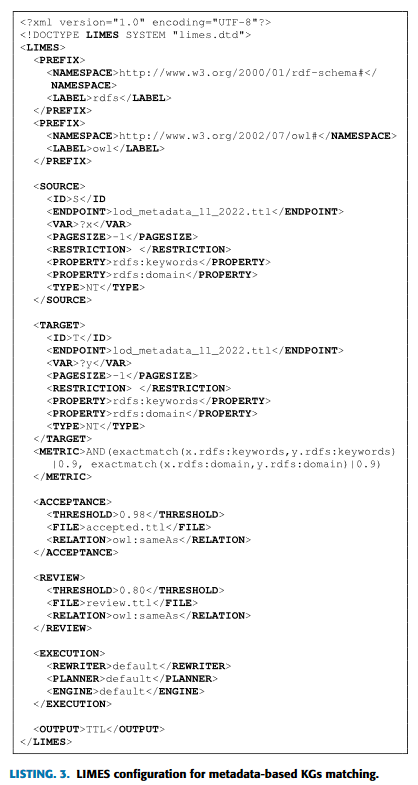 <?xml version="1.0" encoding="UTF-8"?>
<!DOCTYPE LIMES SYSTEM "limes.dtd">
<LIMES>
<PREFIX>
<NAMESPACE>http://www.w3.org/2000/01/rdf-schema#</
NAMESPACE>
<LABEL>rdfs</LABEL>
</PREFIX>
<PREFIX>
<NAMESPACE>http://www.w3.org/2002/07/owl#</NAMESPACE>
<LABEL>owl</LABEL>
</PREFIX>
<SOURCE>
<ID>S</ID
<ENDPOINT>lod_metadata_11_2022.ttl</ENDPOINT>
<VAR>?x</VAR>
<PAGESIZE>-1</PAGESIZE>
<RESTRICTION> </RESTRICTION>
<PROPERTY>rdfs:keywords</PROPERTY>
<PROPERTY>rdfs:domain</PROPERTY>
<TYPE>NT</TYPE>
</SOURCE>
<TARGET>
<ID>T</ID>
<ENDPOINT>lod_metadata_11_2022.ttl</ENDPOINT>
<VAR>?y</VAR>
<PAGESIZE>-1</PAGESIZE>
<RESTRICTION> </RESTRICTION>
<PROPERTY>rdfs:keywords</PROPERTY>
<PROPERTY>rdfs:domain</PROPERTY>
<TYPE>NT</TYPE>
</TARGET>
<METRIC>AND(exactmatch(x.rdfs:keywords,y.rdfs:keywords)
|0.9, exactmatch(x.rdfs:domain,y.rdfs:domain)|0.9)
</METRIC>
<ACCEPTANCE>
<THRESHOLD>0.98</THRESHOLD>
<FILE>accepted.ttl</FILE>
<RELATION>owl:sameAs</RELATION>
</ACCEPTANCE>
<REVIEW>
<THRESHOLD>0.80</THRESHOLD>
<FILE>review.ttl</FILE>
<RELATION>owl:sameAs</RELATION>
</REVIEW>
<EXECUTION>
<REWRITER>default</REWRITER>
<PLANNER>default</PLANNER>
<ENGINE>default</ENGINE>
</EXECUTION>
<OUTPUT>TTL</OUTPUT>
</LIMES>
LISTING. 3. LIMES configuration for metadata-based KGs matching.